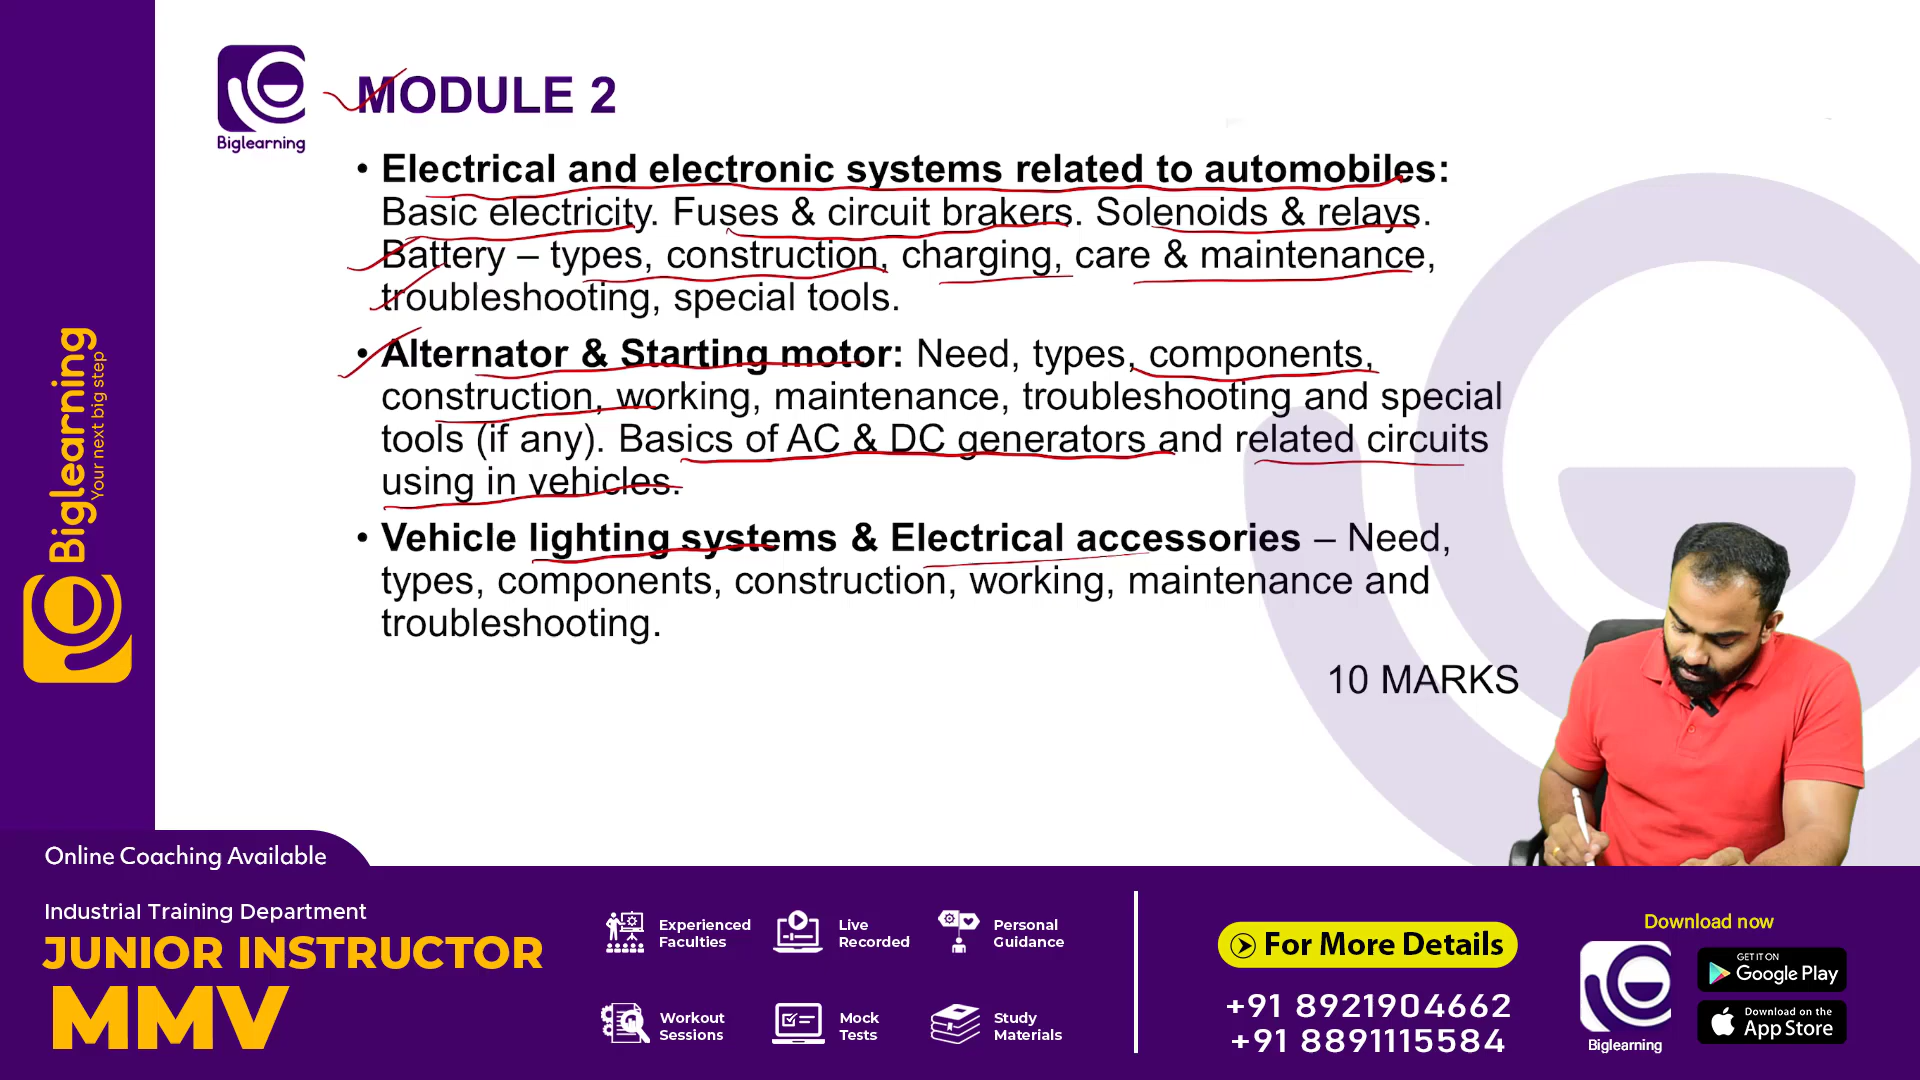 Biglearning
MODULE 2
• Electrical and electronic systems related to automobiles:
Basic electricity. Fuses & circuit brakers. Solenoids & relays.
Battery – types, construction, charging, care & maintenance,
troubleshooting, special tools.
• Alternator & Starting motor: Need, types, components,
construction, working, maintenance, troubleshooting and special
tools (if any). Basics of AC & DC generators and related circuits
using in vehicles.
• Vehicle lighting systems & Electrical accessories – Need,
types, components, construction, working, maintenance and
troubleshooting.
10 MARKS
Biglearning
Your next big step
Online Coaching Available
Industrial Training Department
JUNIOR INSTRUCTOR
MMV
Experienced
Faculties
Live
Recorded
Personal
Guidance
Workout
Sessions
Mock
Tests
Study
Materials
For More Details
+91 8921904662
+91 8891115584
Download now
Biglearning
GET IT ON
Google Play
Download on the
App Store